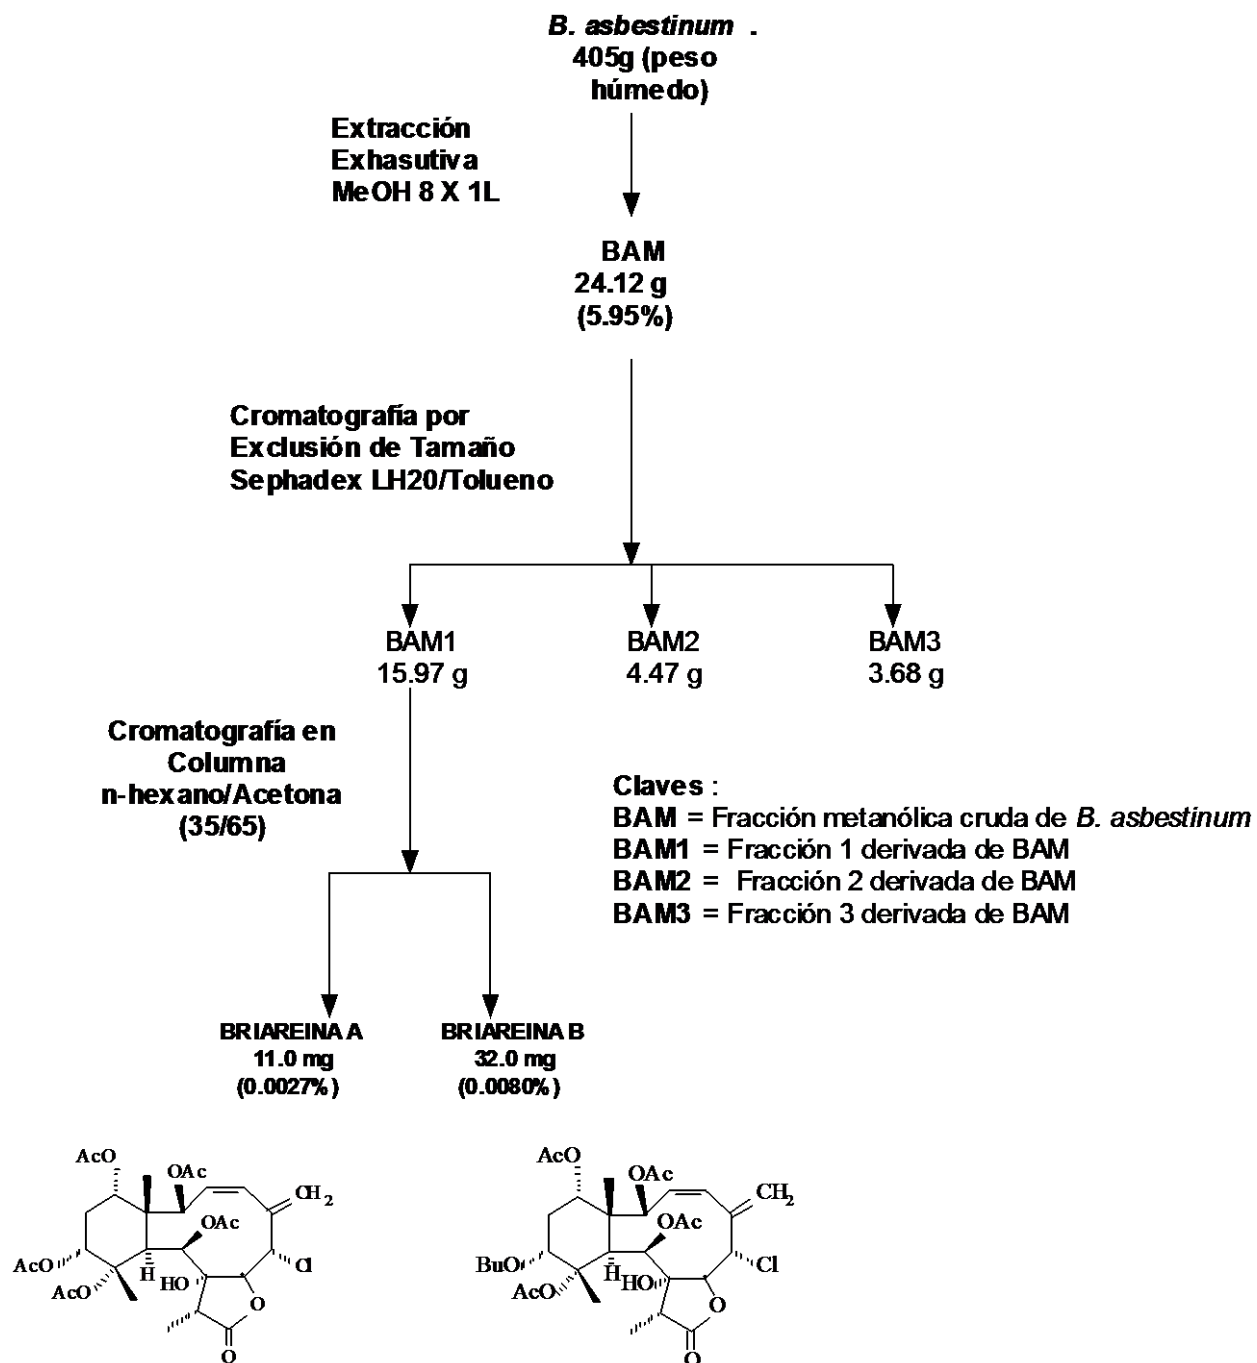 B. asbestinum .
405g (peso
húmedo)
Extracción
Exhasutiva
MeOH 8 X 1L
BAM
24.12 g
(5.95%)
Cromatografía por
Exclusión de Tamaño
Sephadex LH20/Tolueno
BAM1
15.97 g
BAM2
4.47 g
BAM3
3.68 g
Cromatografía en
Columna
n-hexano/Acetona
(35/65)
Claves :
BAM = Fracción metanólica cruda de B. asbestinum
BAM1 = Fracción 1 derivada de BAM
BAM2 = Fracción 2 derivada de BAM
BAM3 = Fracción 3 derivada de BAM
BRIAREINA A
11.0 mg
(0.0027%)
BRIAREINA B
32.0 mg
(0.0080%)
AcO
OAc
CH2
OAc
AcO
AcO
H
HO
Cl
O
O
AcO
OAc
CH2
OAc
BuO
AcO
H
HO
Cl
O
O